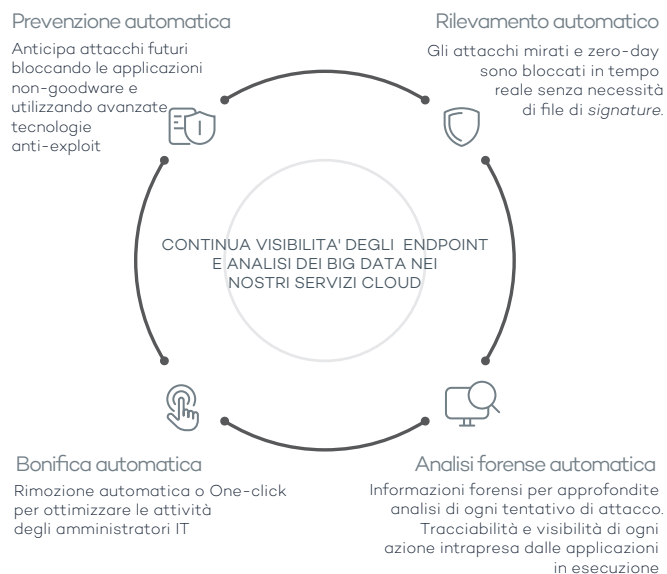 Prevenzione automatica
Anticipa attacchi futuri
bloccando le applicazioni
non-goodware e
utilizzando avanzate
tecnologie
anti-exploit
Rilevamento automatico
Gli attacchi mirati e zero-day
sono bloccati in tempo
reale senza necessità
di file di signature.
CONTINUA VISIBILITA' DEGLI ENDPOINT
E ANALISI DEI BIG DATA NEI
NOSTRI SERVIZI CLOUD
Bonifica automatica
Rimozione automatica o One-click
per ottimizzare le attività
degli amministratori IT
Analisi forense automatica
Informazioni forensi per approfondite
analisi di ogni tentativo di attacco.
Tracciabilità e visibilità di ogni
azione intrapresa dalle applicazioni
in esecuzione